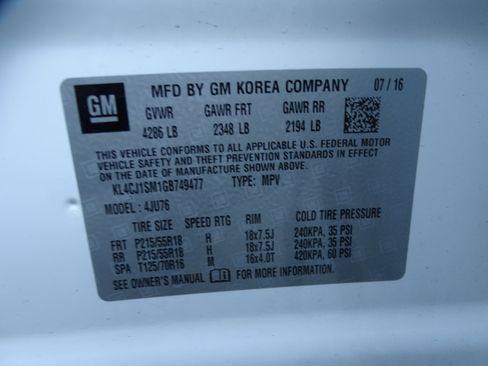 GM
MFD BY GM KOREA COMPANY 07/16
GVWR GAWR FRT GAWR RR
4286 LB 2348 LB 2194 LB
THIS VEHICLE CONFORMS TO ALL APPLICABLE U.S. FEDERAL MOTOR
VEHICLE SAFETY AND THEFT PREVENTION STANDARDS IN
EFFECT ON THE DATE OF MANUFACTURE SHOWN ABOVE.
KL4CJ1SM1GB749477 TYPE: MPV
MODEL: 4JU76
TIRE SIZE SPEED RTG RIM COLD TIRE PRESSURE
FRT P215/55R18 H 18x7.5J 240KPA, 35 PSI
RR P215/55R18 H 18x7.5J 240KPA, 35 PSI
SPA T125/70R16 M 16x4.0T 420KPA, 60 PSI
SEE OWNER'S MANUAL FOR MORE INFORMATION.